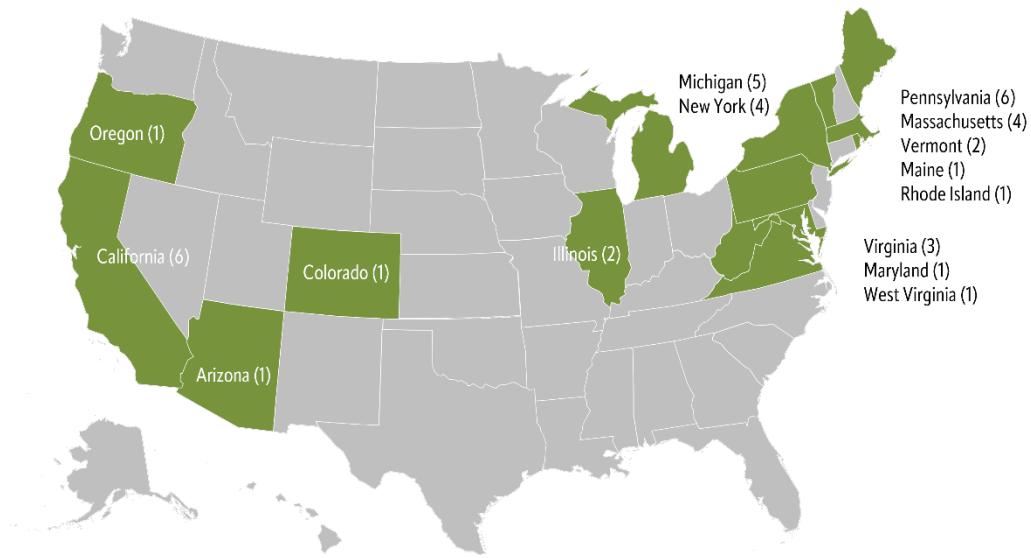 Michigan (5)
New York (4)
Pennsylvania (6)
Massachusetts (4)
Vermont (2)
Maine (1)
Rhode Island (1)
Oregon (1)
Virginia (3)
Maryland (1)
West Virginia (1)
California (6)
Colorado (1)
Illinois (2)
Arizona (1)